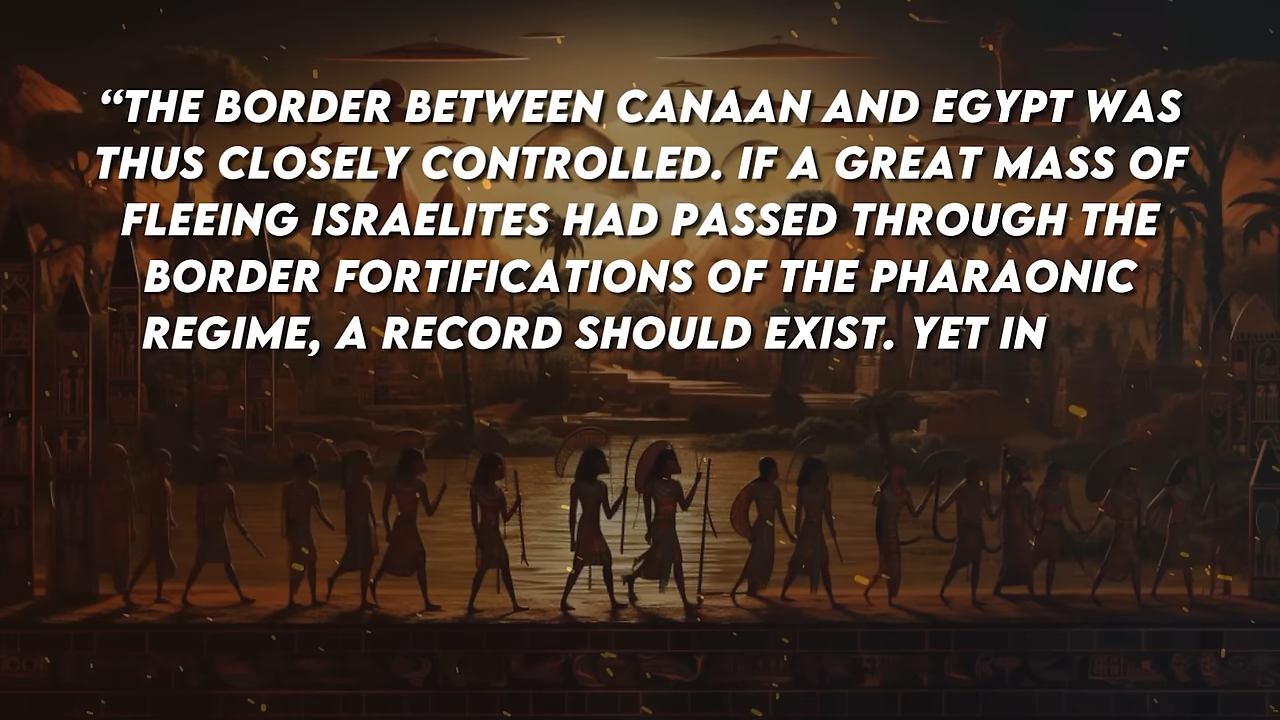 “THE BORDER BETWEEN CANAAN AND EGYPT WAS
THUS CLOSELY CONTROLLED. IF A GREAT MASS OF
FLEEING ISRAELITES HAD PASSED THROUGH THE
BORDER FORTIFICATIONS OF THE PHARAONIC
REGIME, A RECORD SHOULD EXIST. YET IN